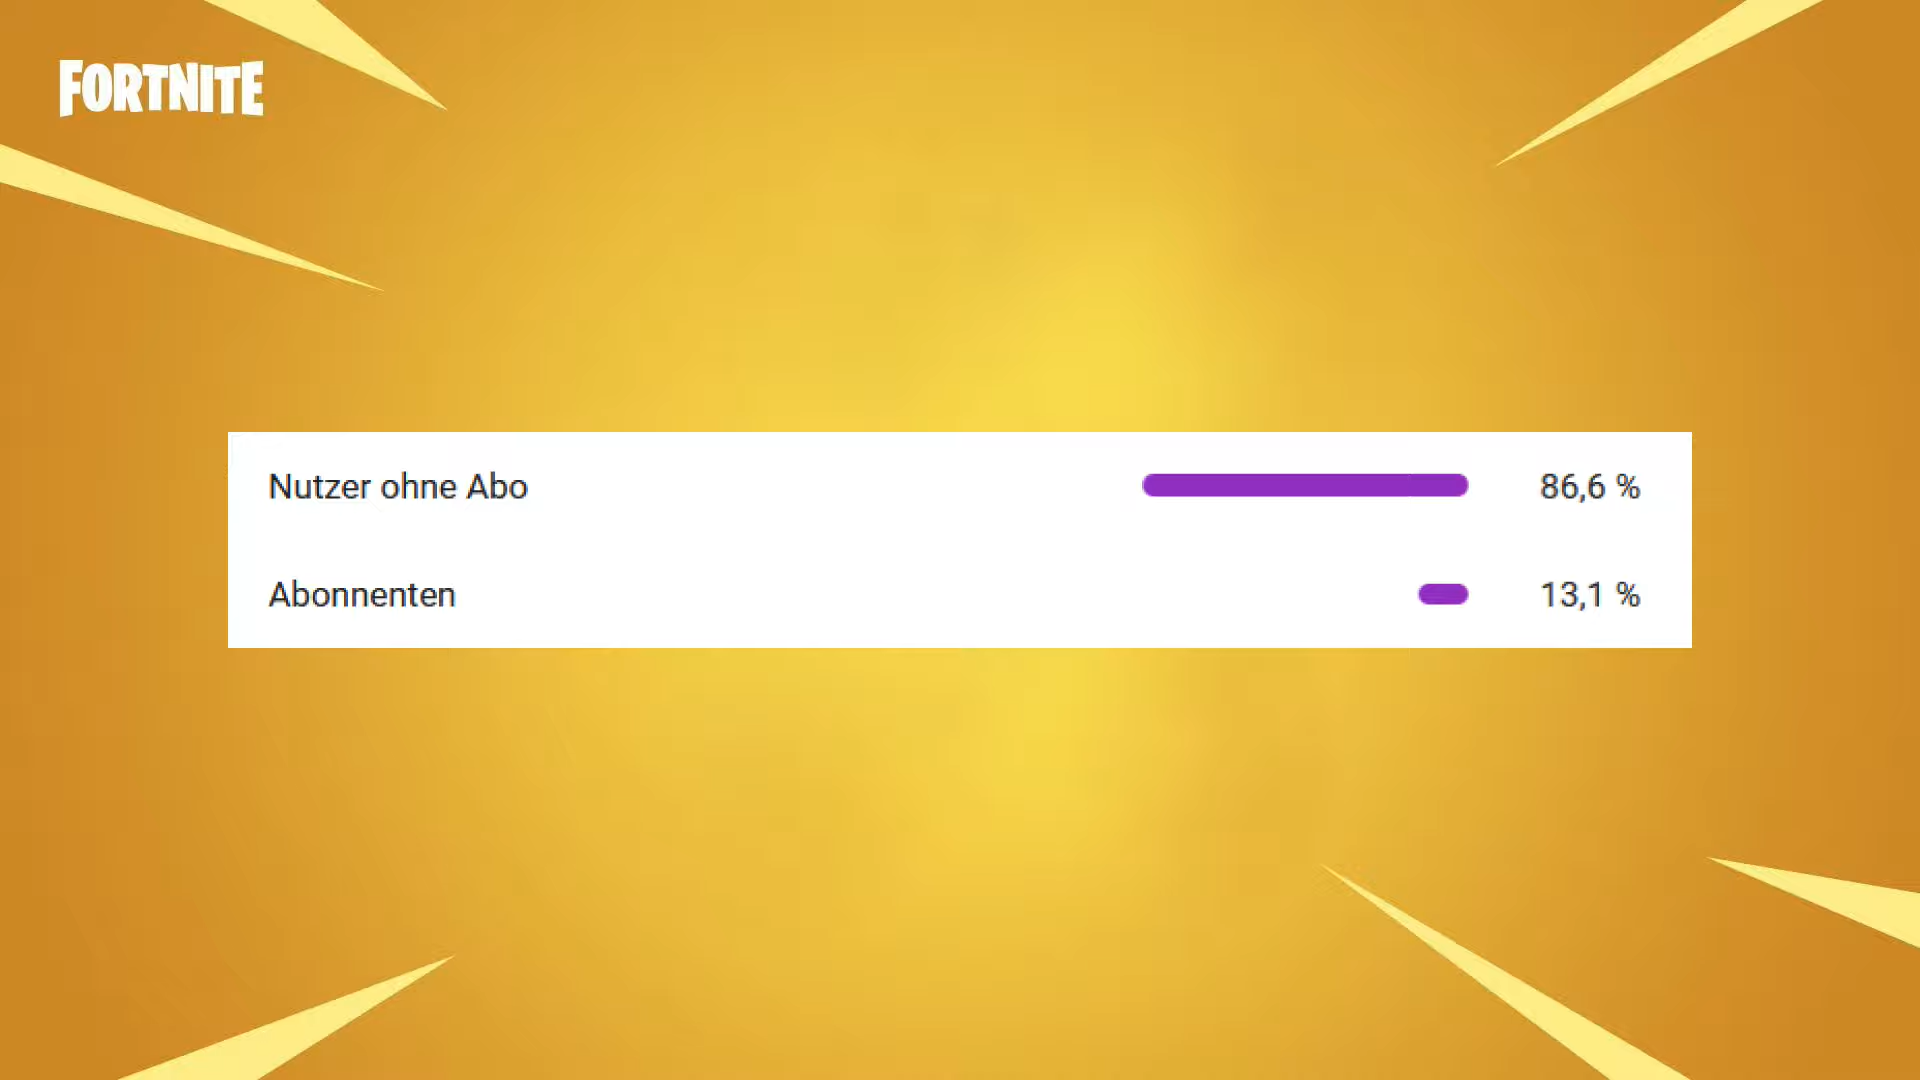 FORTNITE
Nutzer ohne Abo 86,6 %
Abonnenten 13,1 %